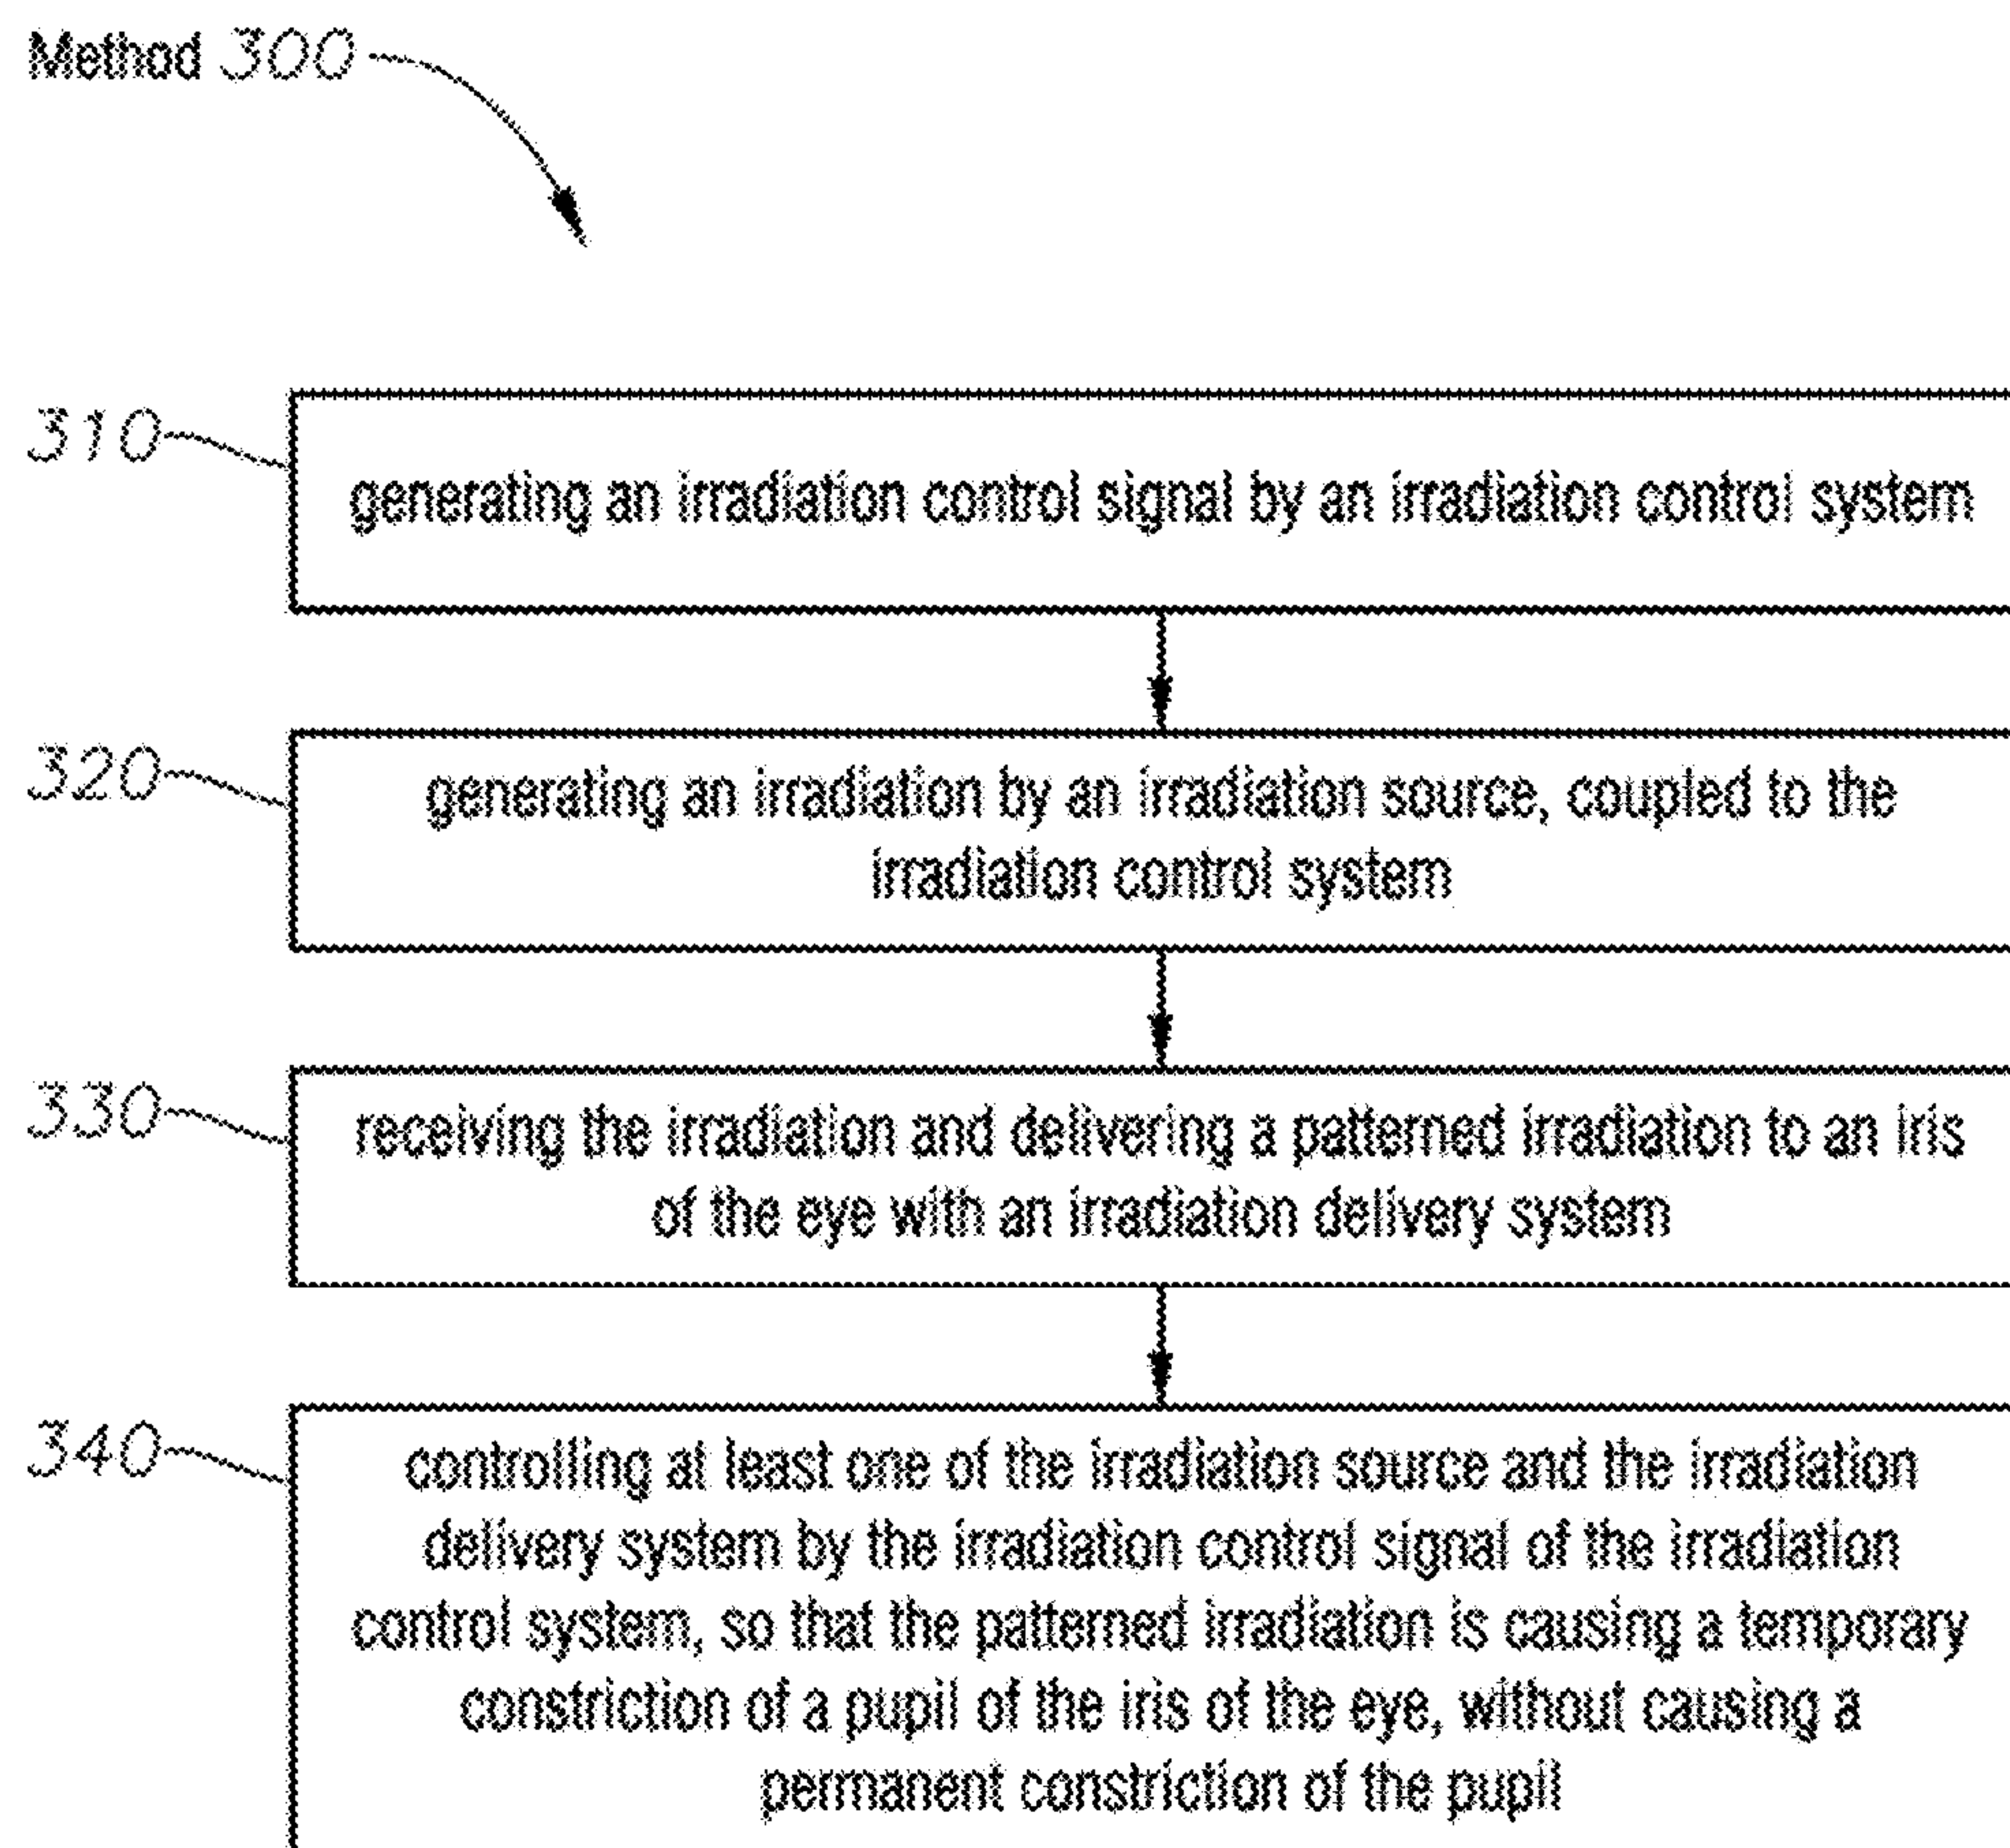 Method 300
310
generating an irradiation control signal by an irradiation control system
320
generating an irradiation by an irradiation source, coupled to the
irradiation control system
330
receiving the irradiation and delivering a patterned irradiation to an iris
of the eye with an irradiation delivery system
340
controlling at least one of the irradiation source and the irradiation
delivery system by the irradiation control signal of the irradiation
control system, so that the patterned irradiation is causing a temporary
constriction of a pupil of the iris of the eye, without causing a
permanent constriction of the pupil